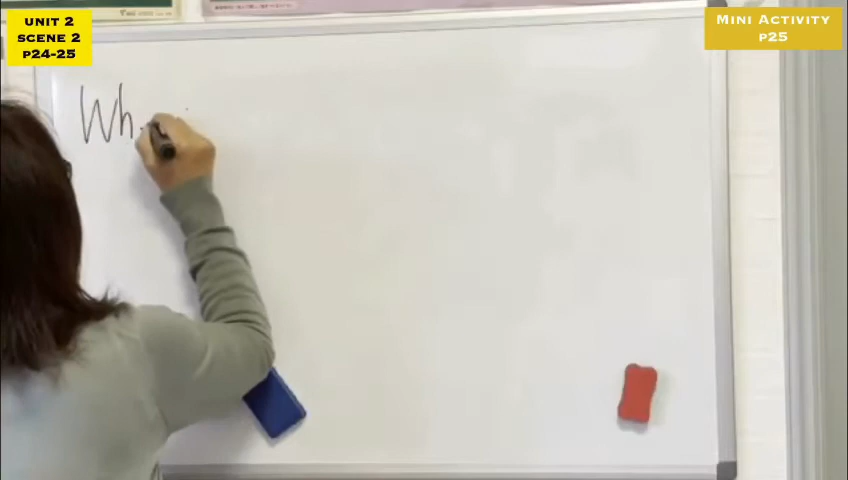 UNIT 2
SCENE 2
P24-25
MINI ACTIVITY
P25
Wh